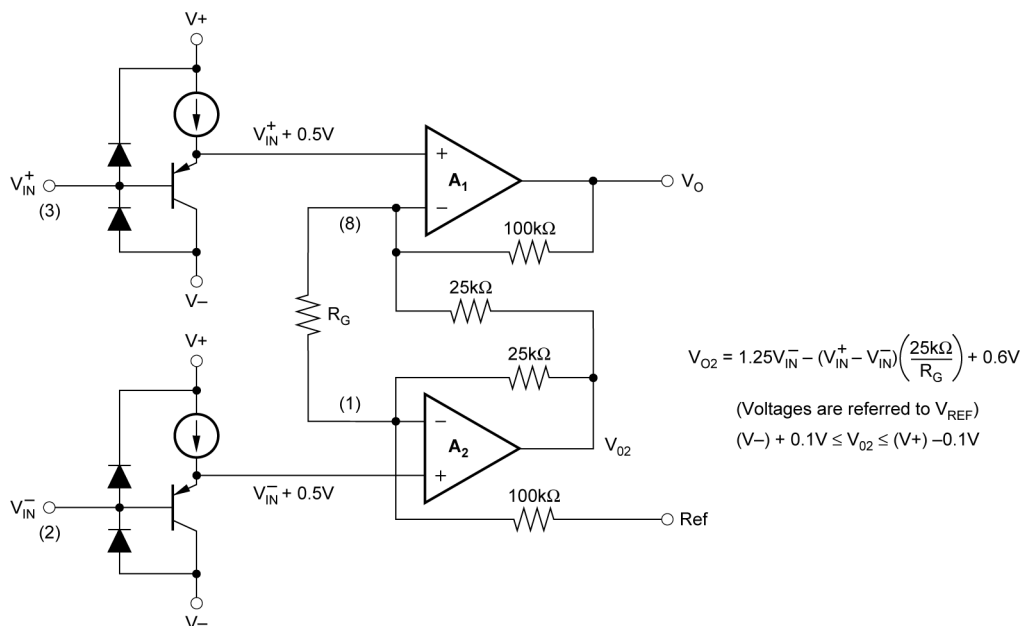 V+
V+IN + 0.5V
V+IN
(3)
V–
+
A1
–
VO
(8)
100kΩ
25kΩ
RG
V+
25kΩ
(1)
–
A2
+
V02
V–IN + 0.5V
V–IN
(2)
100kΩ
Ref
V–
VO2 = 1.25V–IN – (V+IN – V–IN)(25kΩ/RG) + 0.6V
(Voltages are referred to VREF)
(V–) + 0.1V ≤ V02 ≤ (V+) –0.1V